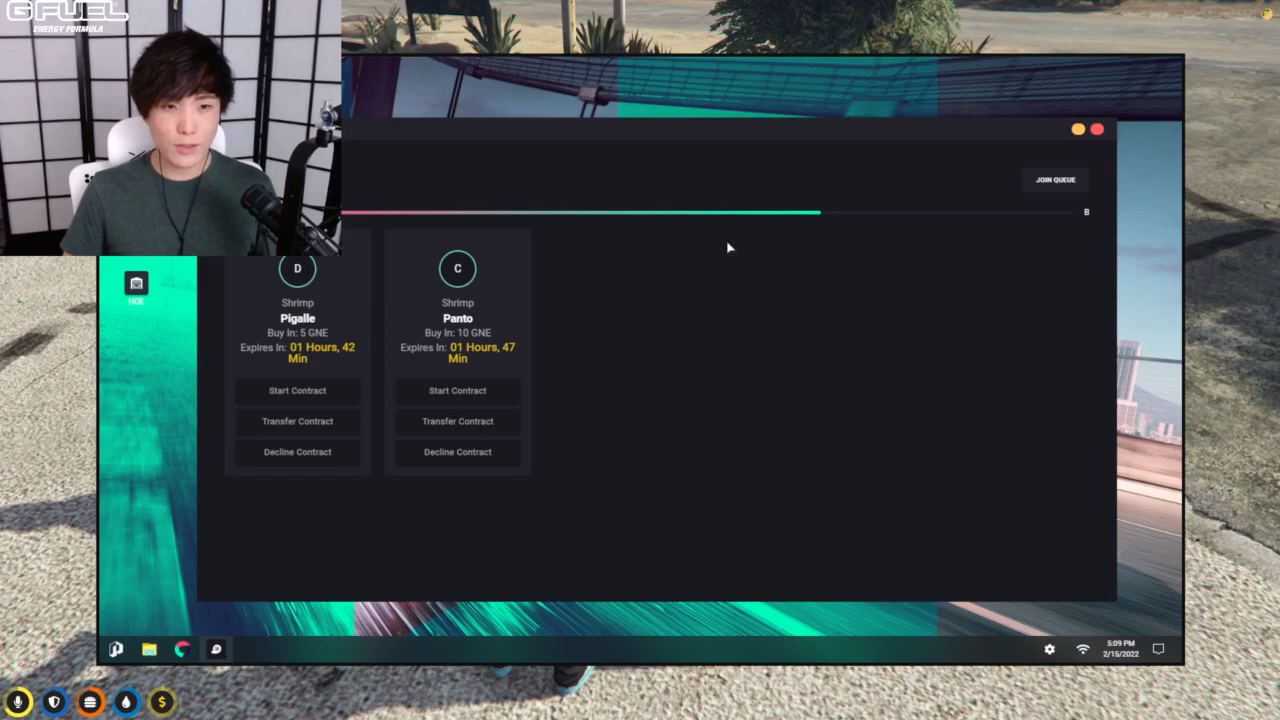 G FUEL
ENERGY FORMULA
JOIN QUEUE
B
HOE
D
Shrimp
Pigalle
Buy In: 5 GNE
Expires In: 01 Hours, 42
Min
Start Contract
Transfer Contract
Decline Contract
C
Shrimp
Panto
Buy In: 10 GNE
Expires In: 01 Hours, 47
Min
Start Contract
Transfer Contract
Decline Contract
5:09 PM
2/15/2022